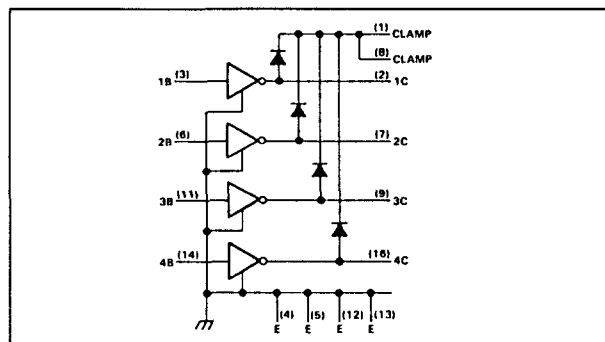 (1) CLAMP
(8) CLAMP
1B (3) (2) 1C
2B (6) (7) 2C
3B (11) (9) 3C
4B (14) (16) 4C
(4) (5) (12) (13)
E E E E